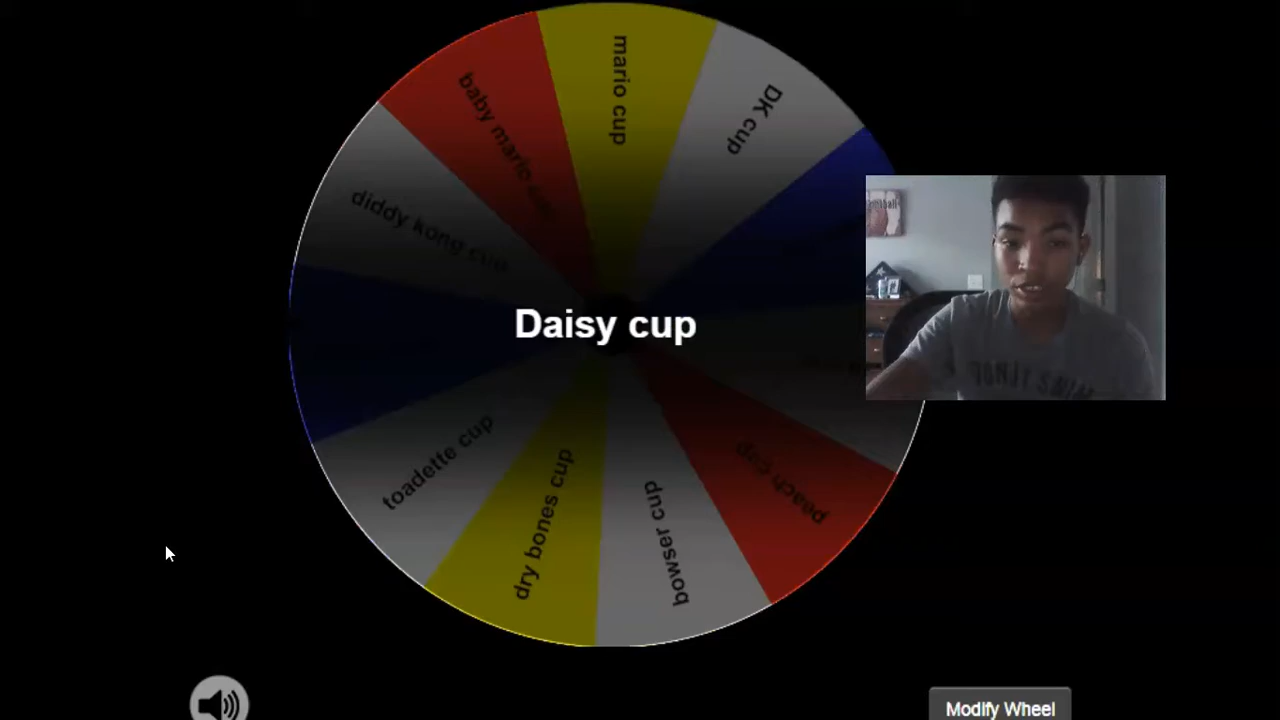 mario cup
DK cup
baby mario cup
diddy kong cup
Daisy cup
toadette cup
dry bones cup
bowser cup
peach cup
Modify Wheel